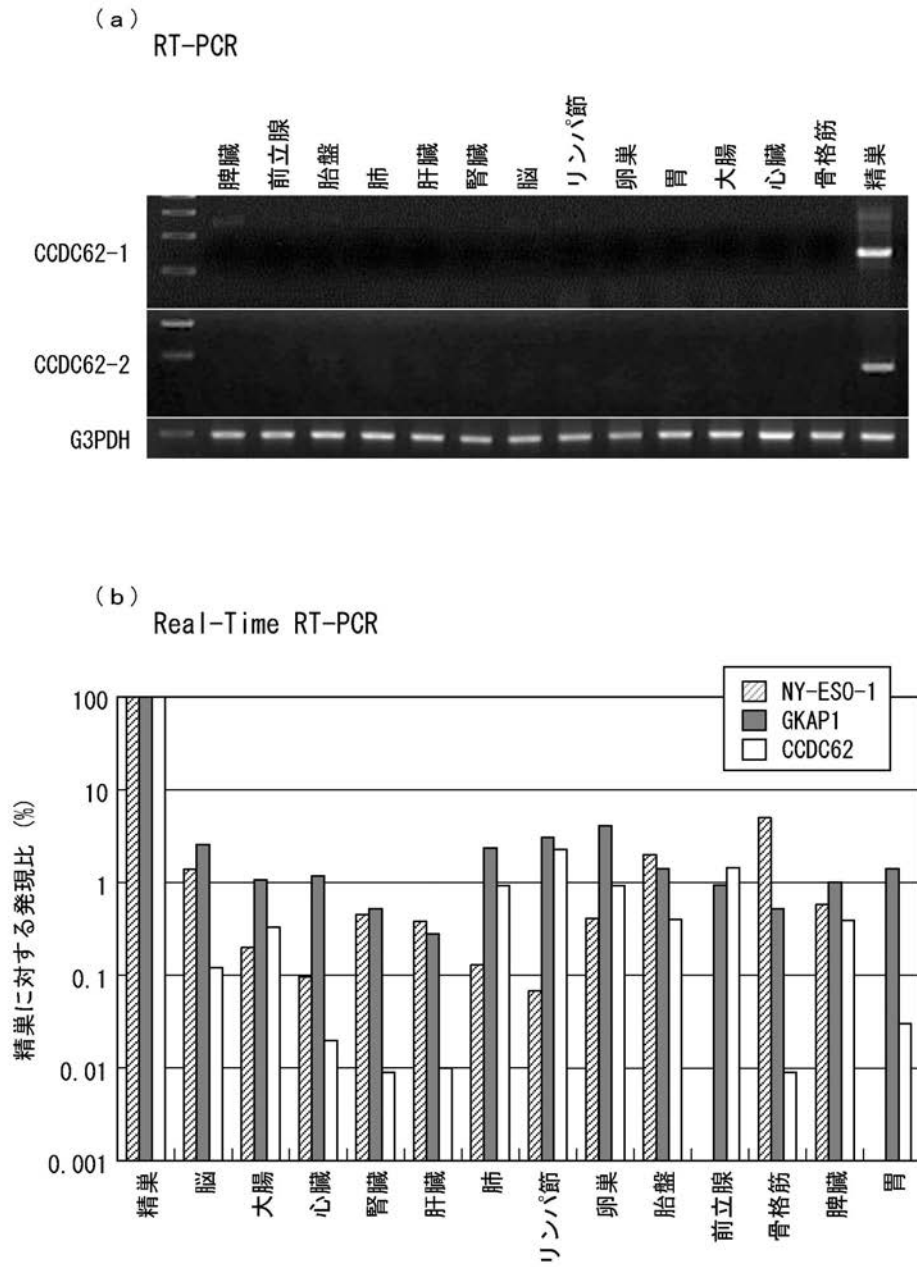 (a)
RT-PCR
脾臓 前立腺 胎盤 肺 肝臓 腎臓 脳 リンパ節 卵巣 胃 大腸 心臓 骨格筋 精巣
CCDC62-1
CCDC62-2
G3PDH
(b)
Real-Time RT-PCR
NY-ESO-1
GKAP1
CCDC62
精巣に対する発現比 (%)
100
10
1
0.1
0.01
0.001
精巣 脳 大腸 心臓 腎臓 肝臓 肺 リンパ節 卵巣 胎盤 前立腺 骨格筋 脾臓 胃